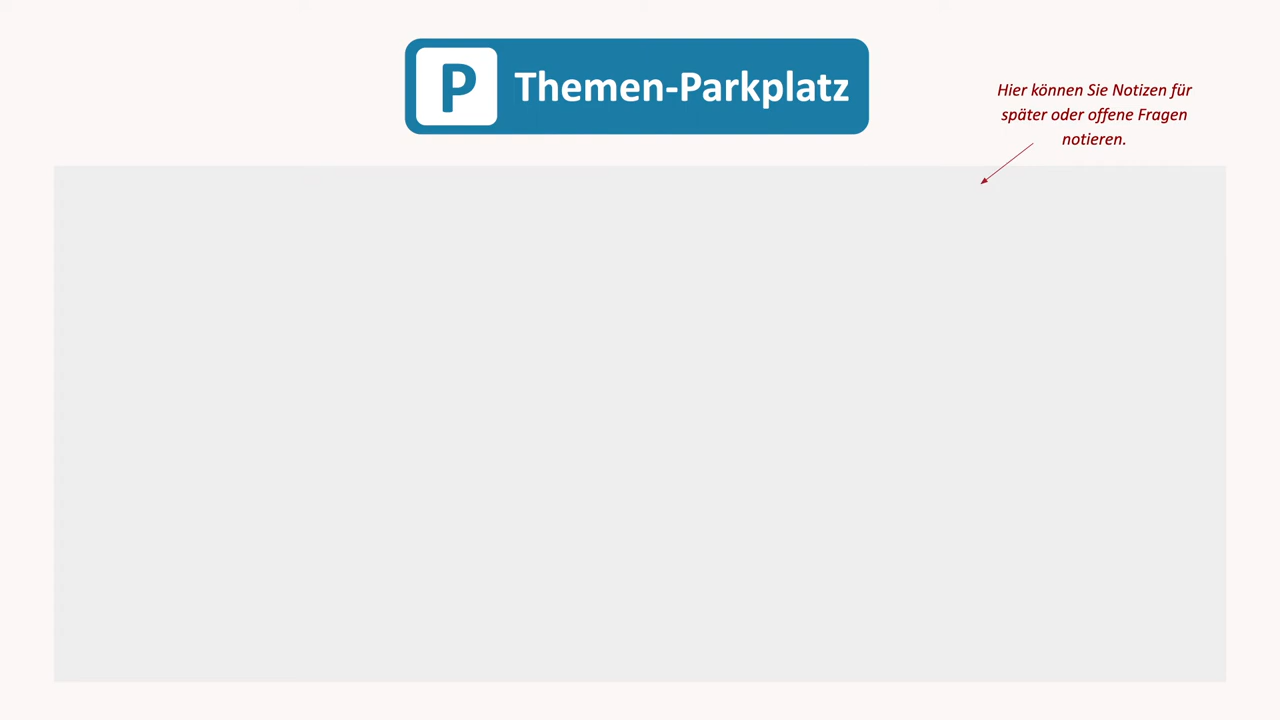 P Themen-Parkplatz
Hier können Sie Notizen für
später oder offene Fragen
notieren.